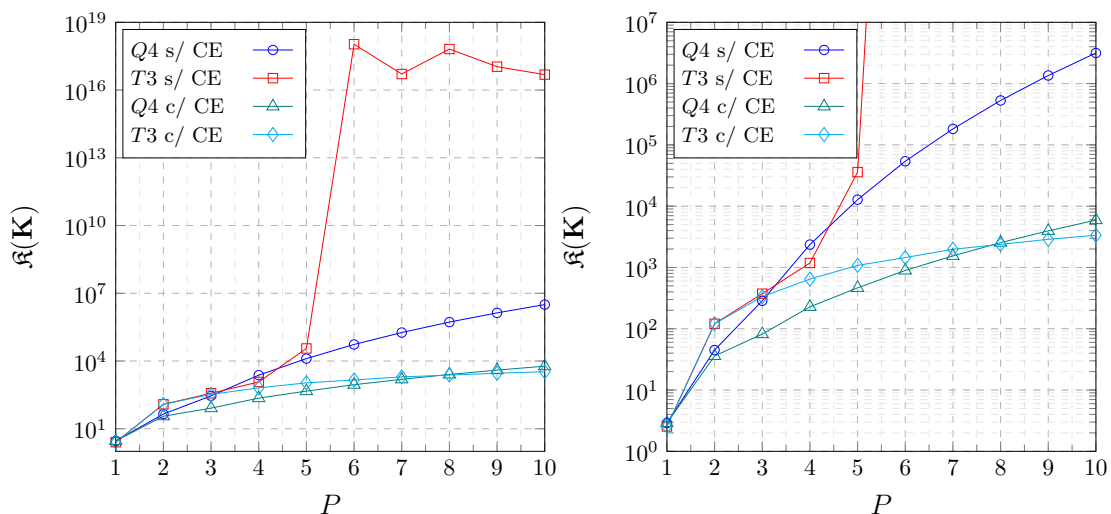 10^19
10^16
10^13
10^10
10^7
10^4
10^1
𝕶(𝐊)
Q4 s/ CE
T3 s/ CE
Q4 c/ CE
T3 c/ CE
1 2 3 4 5 6 7 8 9 10
P
10^7
10^6
10^5
10^4
10^3
10^2
10^1
10^0
𝕶(𝐊)
Q4 s/ CE
T3 s/ CE
Q4 c/ CE
T3 c/ CE
1 2 3 4 5 6 7 8 9 10
P